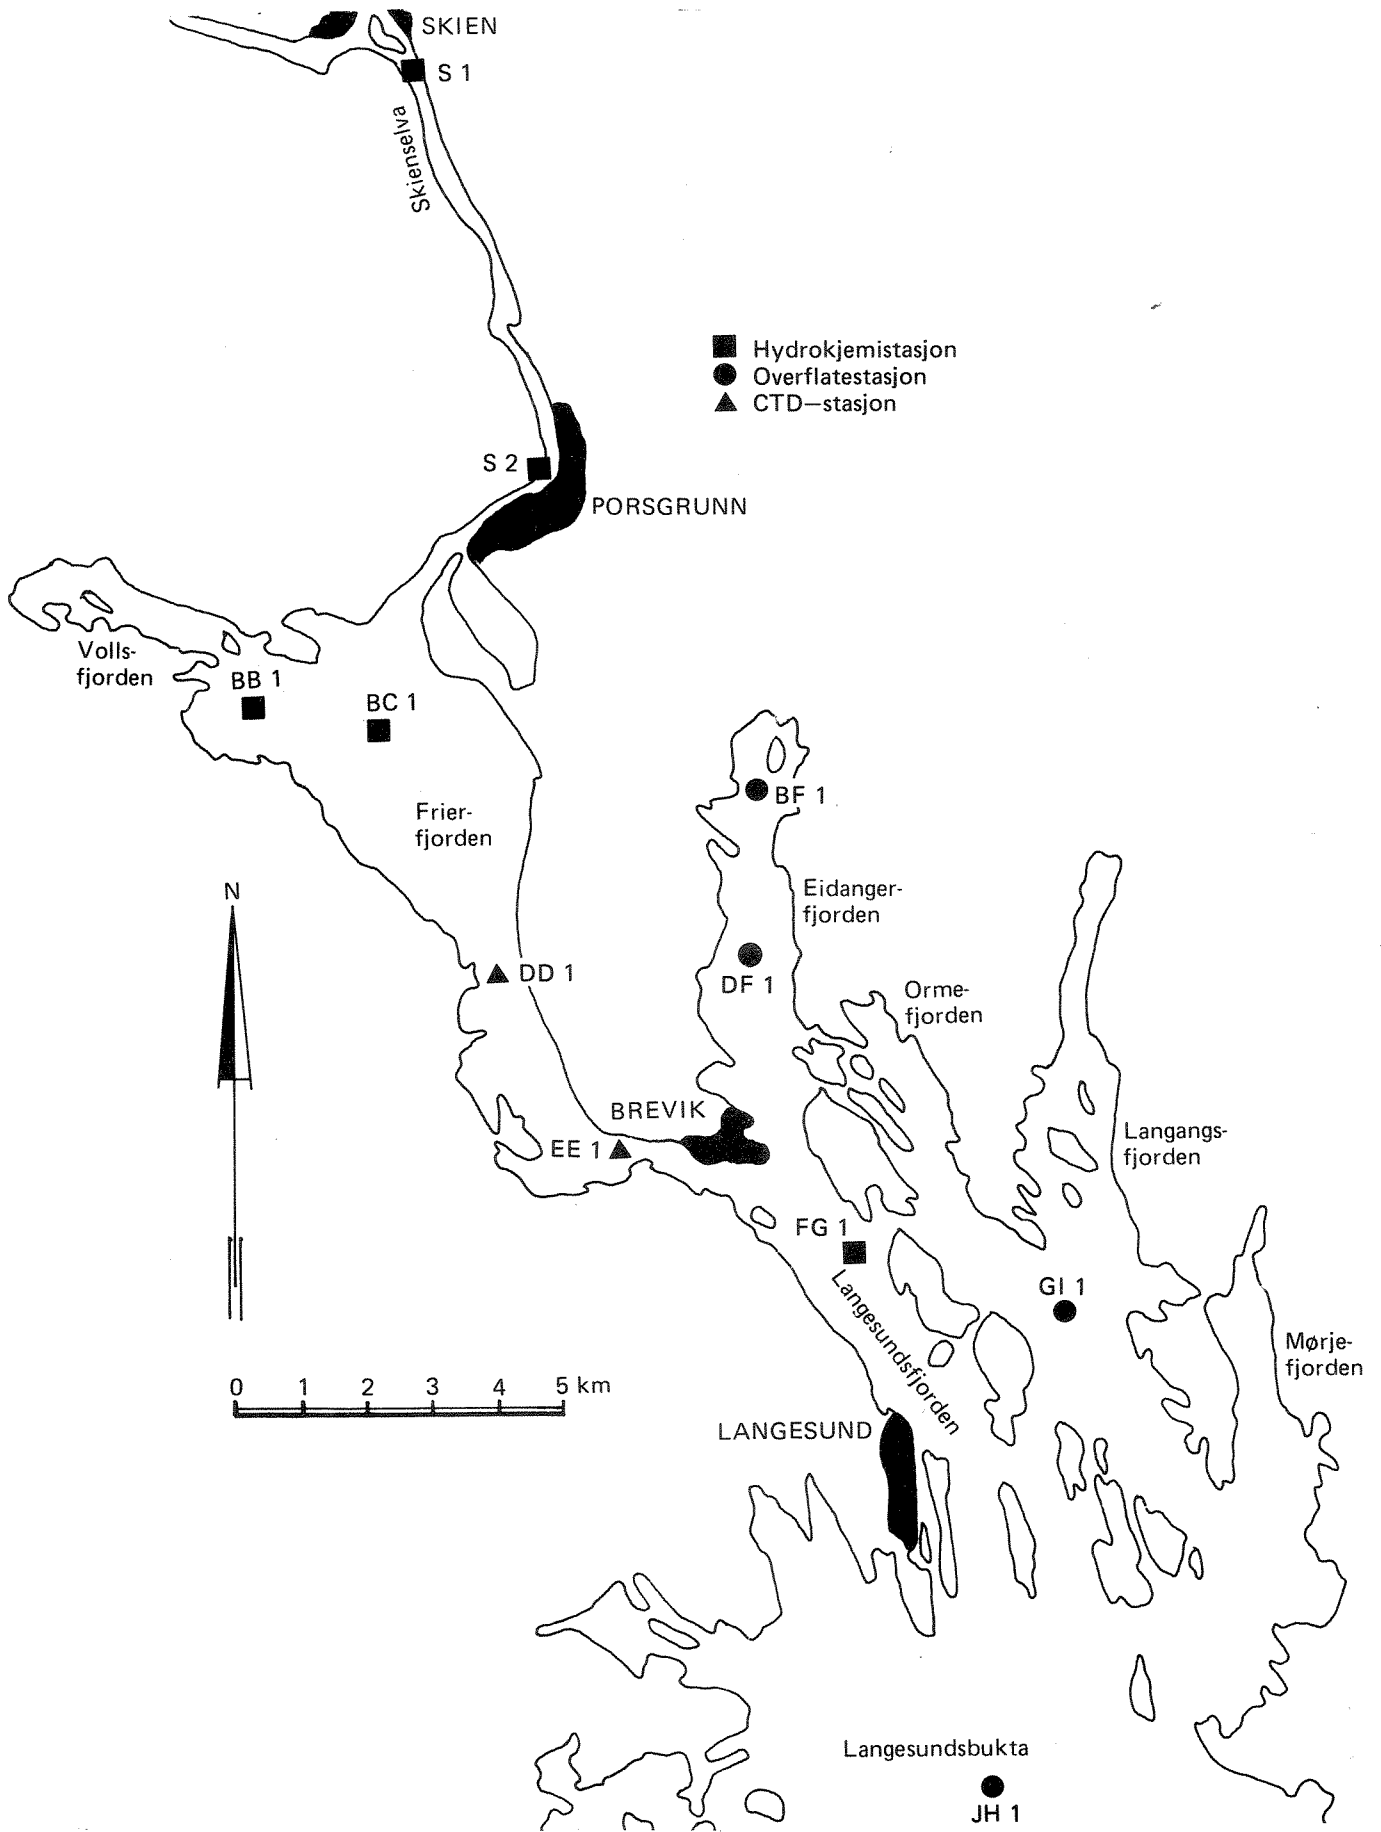 SKIEN
S 1
Skienselva
Hydrokjemistasjon
Overflatestasjon
CTD—stasjon
S 2
PORSGRUNN
Volls-
fjorden
BB 1
BC 1
BF 1
Frier-
fjorden
N
Eidanger-
fjorden
DD 1
DF 1
Orme-
fjorden
BREVIK
EE 1
Langangs-
fjorden
FG 1
Langesundsfjorden
GI 1
Mørje-
fjorden
0 1 2 3 4 5 km
LANGESUND
Langesundsbukta
JH 1